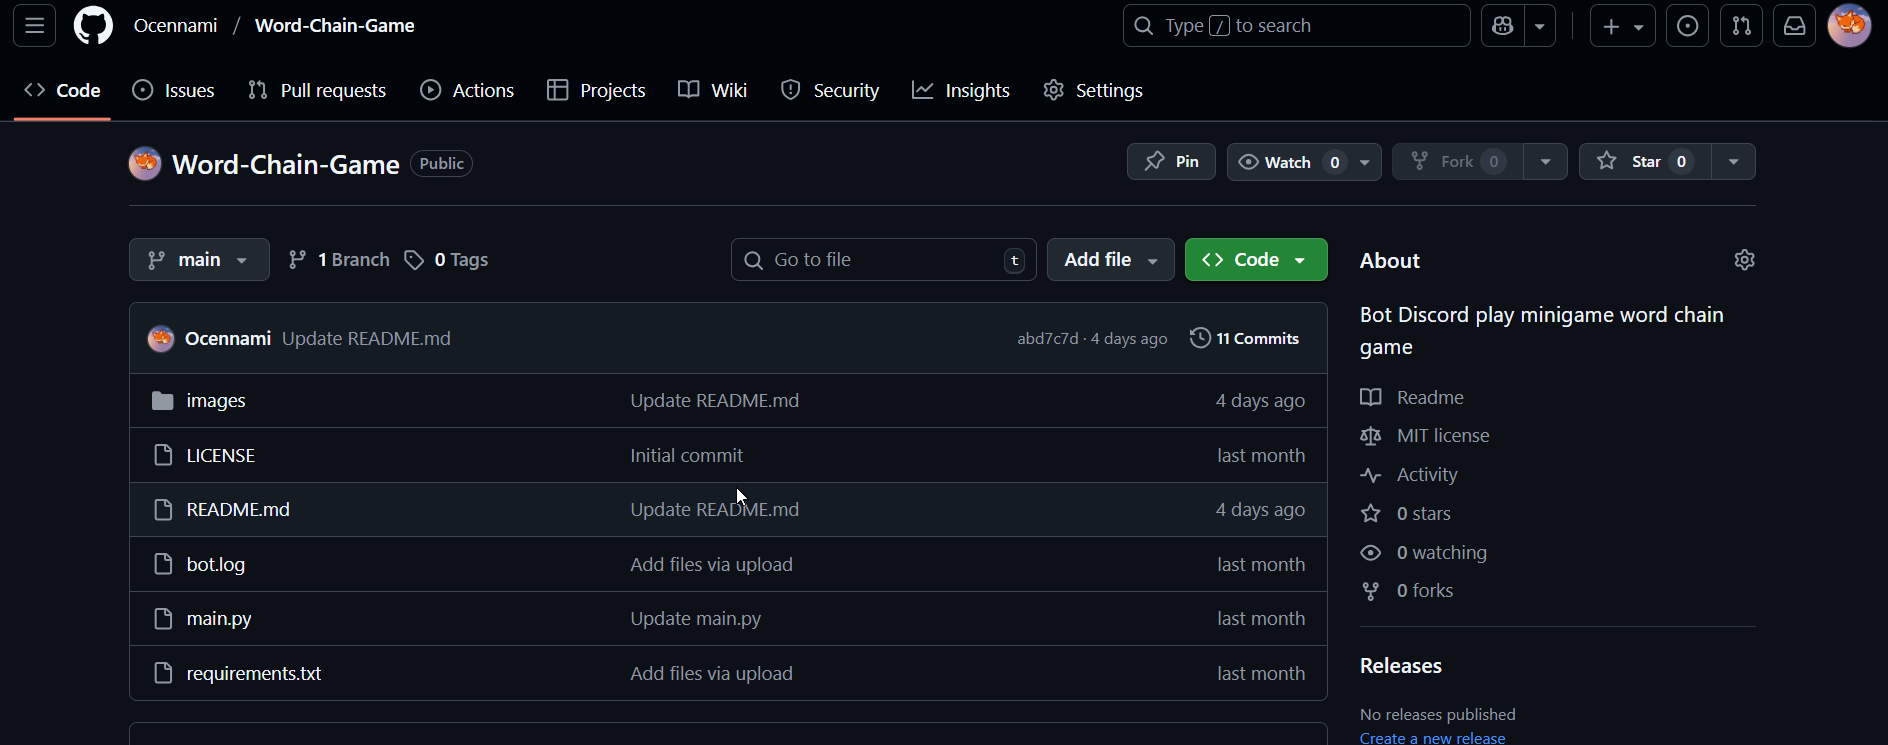 Ocennami / Word-Chain-Game
Type / to search
Code Issues Pull requests Actions Projects Wiki Security Insights Settings
Word-Chain-Game Public
Pin Watch 0 Fork 0 Star 0
main 1 Branch 0 Tags Go to file t Add file Code
Ocennami Update README.md abd7c7d · 4 days ago 11 Commits
images Update README.md 4 days ago
LICENSE Initial commit last month
README.md Update README.md 4 days ago
bot.log Add files via upload last month
main.py Update main.py last month
requirements.txt Add files via upload last month
About
Bot Discord play minigame word chain
game
Readme
MIT license
Activity
0 stars
0 watching
0 forks
Releases
No releases published
Create a new release